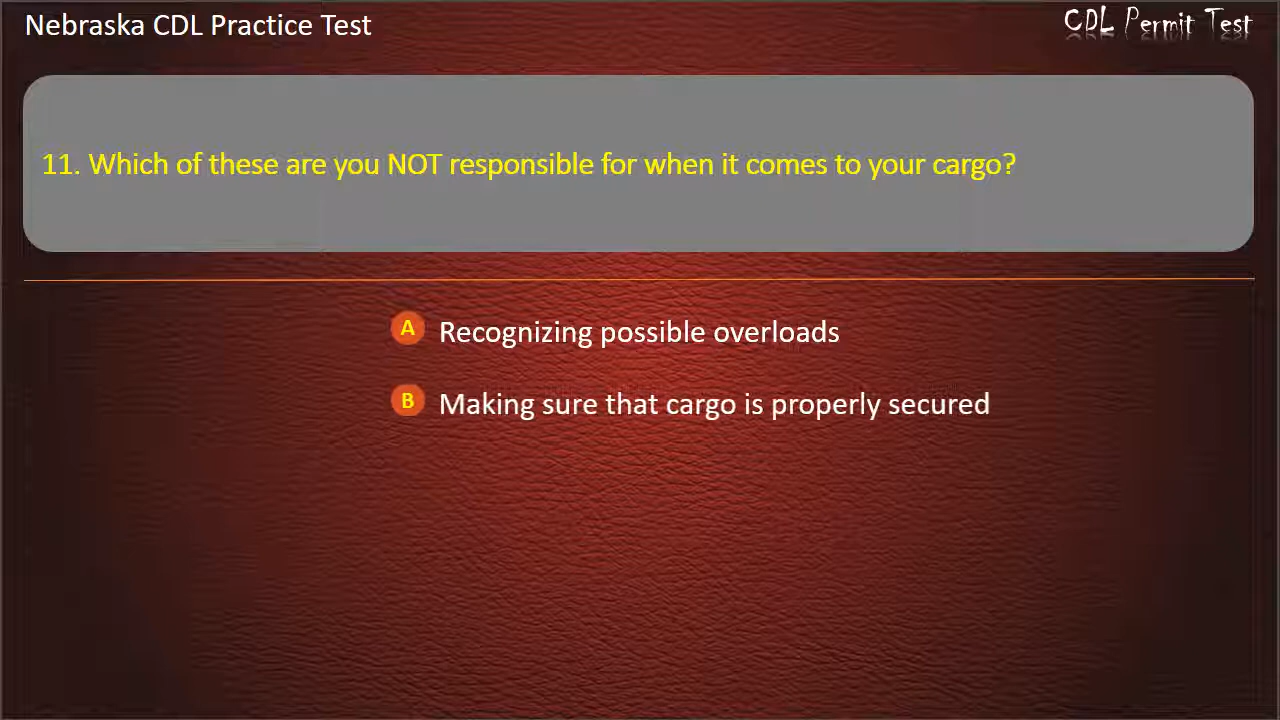 Nebraska CDL Practice Test
CDL Permit Test
11. Which of these are you NOT responsible for when it comes to your cargo?
A Recognizing possible overloads
B Making sure that cargo is properly secured